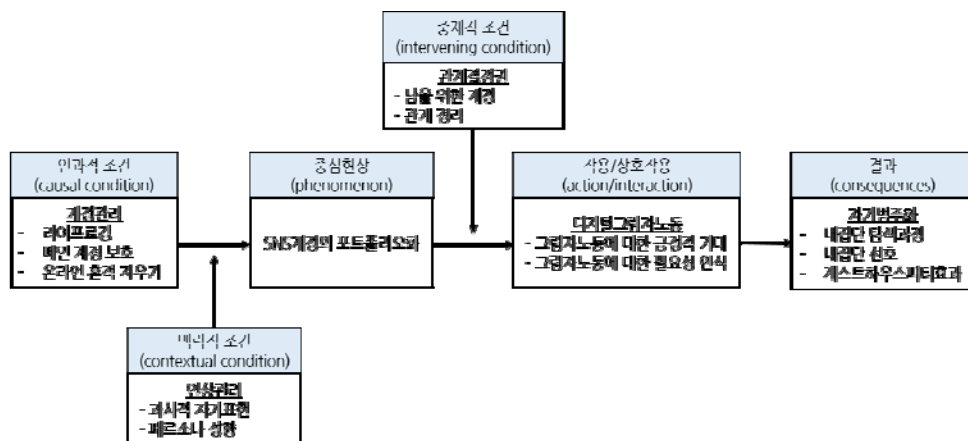 중재적 조건
(intervening condition)
관계결정권
- 남을 위한 계정
- 관계 정리
인과적 조건
(causal condition)
계정관리
- 라이프로깅
- 메인 계정 보호
- 온라인 흔적 지우기
중심현상
(phenomenon)
SNS계정의 포트폴리오화
작용/상호작용
(action/interaction)
디지털그림자노동
- 그림자노동에 대한 긍정적 기대
- 그림자노동에 대한 필요성 인식
결과
(consequences)
자기범주화
- 내집단 탐색과정
- 내집단 선호
- 게스트하우스파티효과
맥락적 조건
(contextual condition)
인상관리
- 과시적 자기표현
- 페르소나 성향